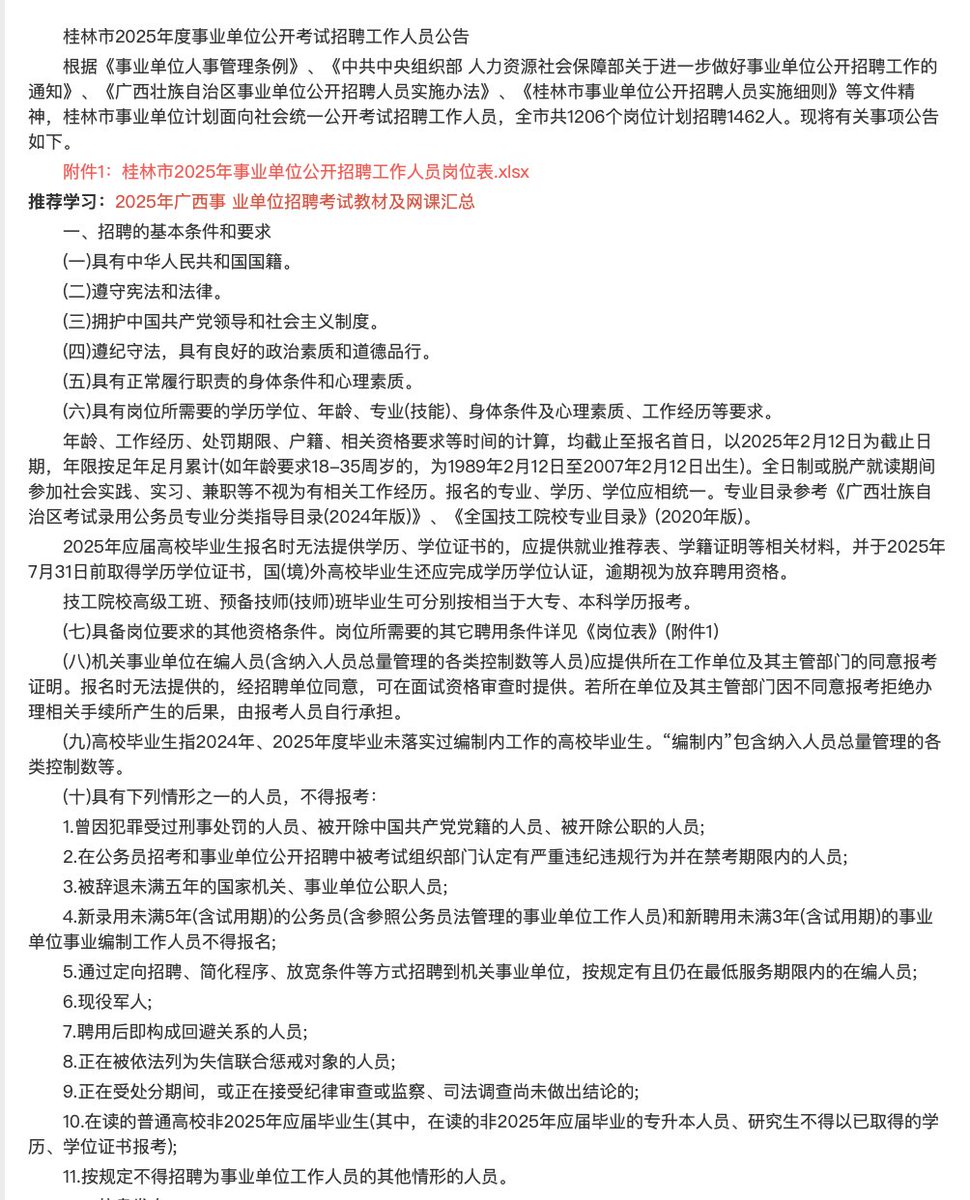 桂林市2025年度事业单位公开考试招聘工作人员公告
根据《事业单位人事管理条例》、《中共中央组织部 人力资源社会保障部关于进一步做好事业单位公开招聘工作的
通知》、《广西壮族自治区事业单位公开招聘人员实施办法》、《桂林市事业单位公开招聘人员实施细则》等文件精
神，桂林市事业单位计划面向社会统一公开考试招聘工作人员，全市共1206个岗位计划招聘1462人。现将有关事项公告
如下。
附件1：桂林市2025年事业单位公开招聘工作人员岗位表.xlsx
推荐学习：2025年广西事 业单位招聘考试教材及网课汇总
一、招聘的基本条件和要求
(一)具有中华人民共和国国籍。
(二)遵守宪法和法律。
(三)拥护中国共产党领导和社会主义制度。
(四)遵纪守法，具有良好的政治素质和道德品行。
(五)具有正常履行职责的身体条件和心理素质。
(六)具有岗位所需要的学历学位、年龄、专业(技能)、身体条件及心理素质、工作经历等要求。
年龄、工作经历、处罚期限、户籍、相关资格要求等时间的计算，均截止至报名首日，以2025年2月12日为截止日
期，年限按足年足月累计(如年龄要求18–35周岁的，为1989年2月12日至2007年2月12日出生)。全日制或脱产就读期间
参加社会实践、实习、兼职等不视为有相关工作经历。报名的专业、学历、学位应相统一。专业目录参考《广西壮族自
治区考试录用公务员专业分类指导目录(2024年版)》、《全国技工院校专业目录》(2020年版)。
2025年应届高校毕业生报名时无法提供学历、学位证书的，应提供就业推荐表、学籍证明等相关材料，并于2025年
7月31日前取得学历学位证书，国(境)外高校毕业生还应完成学历学位认证，逾期视为放弃聘用资格。
技工院校高级工班、预备技师(技师)班毕业生可分别按相当于大专、本科学历报考。
(七)具备岗位要求的其他资格条件。岗位所需要的其它聘用条件详见《岗位表》(附件1)
(八)机关事业单位在编人员(含纳入人员总量管理的各类控制数等人员)应提供所在工作单位及其主管部门的同意报考
证明。报名时无法提供的，经招聘单位同意，可在面试资格审查时提供。若所在单位及其主管部门因不同意报考拒绝办
理相关手续所产生的后果，由报考人员自行承担。
(九)高校毕业生指2024年、2025年度毕业未落实过编制内工作的高校毕业生。“编制内”包含纳入人员总量管理的各
类控制数等。
(十)具有下列情形之一的人员，不得报考：
1.曾因犯罪受过刑事处罚的人员、被开除中国共产党党籍的人员、被开除公职的人员;
2.在公务员招考和事业单位公开招聘中被考试组织部门认定有严重违纪违规行为并在禁考期限内的人员;
3.被辞退未满五年的国家机关、事业单位公职人员;
4.新录用未满5年(含试用期)的公务员(含参照公务员法管理的事业单位工作人员)和新聘用未满3年(含试用期)的事业
单位事业编制工作人员不得报名;
5.通过定向招聘、简化程序、放宽条件等方式招聘到机关事业单位，按规定有且仍在最低服务期限内的在编人员;
6.现役军人;
7.聘用后即构成回避关系的人员;
8.正在被依法列为失信联合惩戒对象的人员;
9.正在受处分期间，或正在接受纪律审查或监察、司法调查尚未做出结论的;
10.在读的普通高校非2025年应届毕业生(其中，在读的非2025年应届毕业的专升本人员、研究生不得以已取得的学
历、学位证书报考);
11.按规定不得招聘为事业单位工作人员的其他情形的人员。